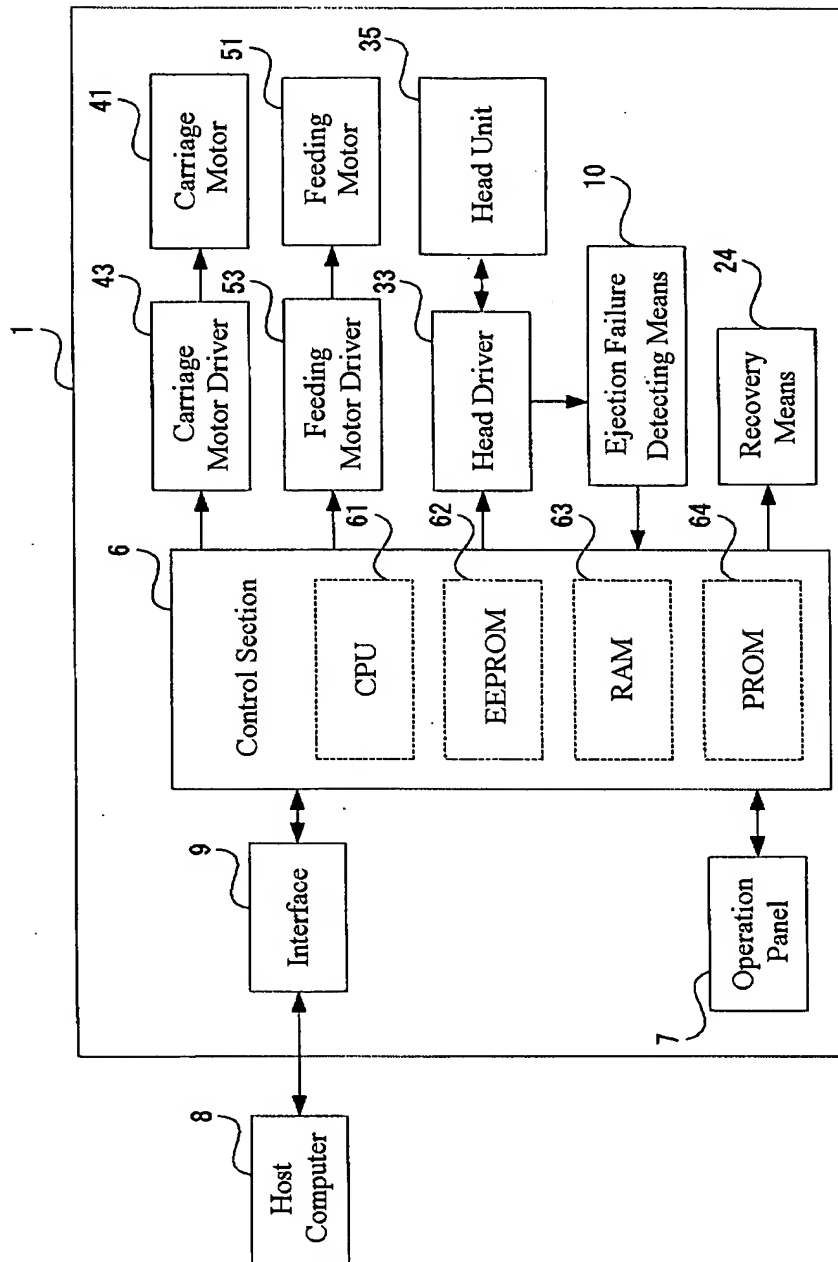 1
8
Host
Computer
9
Interface
7
Operation
Panel
6
Control Section
61
CPU
62
EEPROM
63
RAM
64
PROM
43
Carriage
Motor Driver
41
Carriage
Motor
53
Feeding
Motor Driver
51
Feeding
Motor
33
Head Driver
35
Head Unit
10
Ejection Failure
Detecting Means
24
Recovery
Means